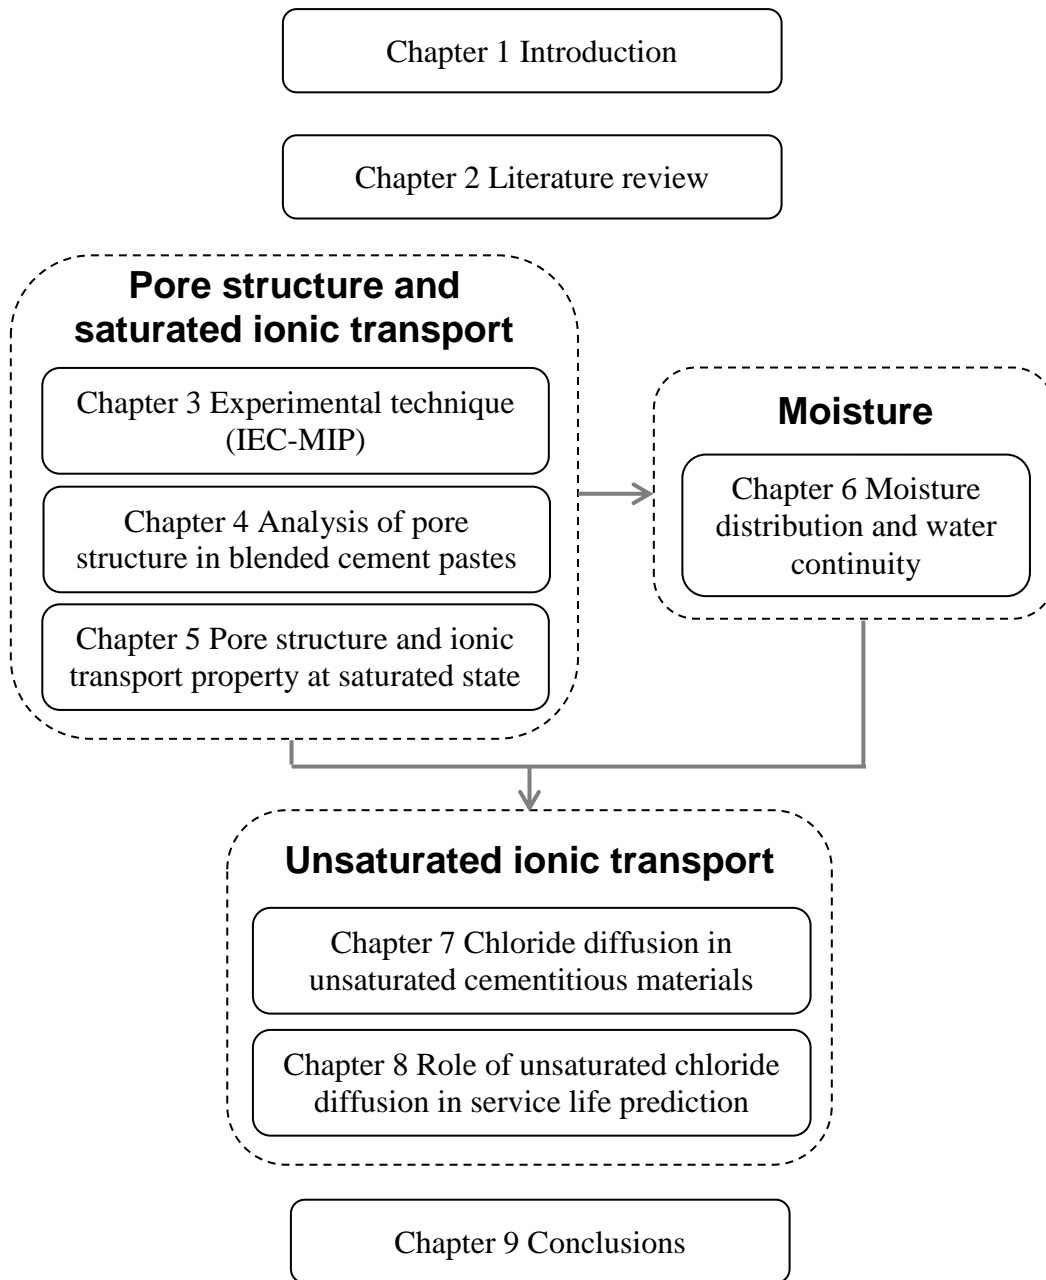 Chapter 1 Introduction
Chapter 2 Literature review
Pore structure and
saturated ionic transport
Chapter 3 Experimental technique
(IEC-MIP)
Chapter 4 Analysis of pore
structure in blended cement pastes
Chapter 5 Pore structure and ionic
transport property at saturated state
Moisture
Chapter 6 Moisture
distribution and water
continuity
Unsaturated ionic transport
Chapter 7 Chloride diffusion in
unsaturated cementitious materials
Chapter 8 Role of unsaturated chloride
diffusion in service life prediction
Chapter 9 Conclusions